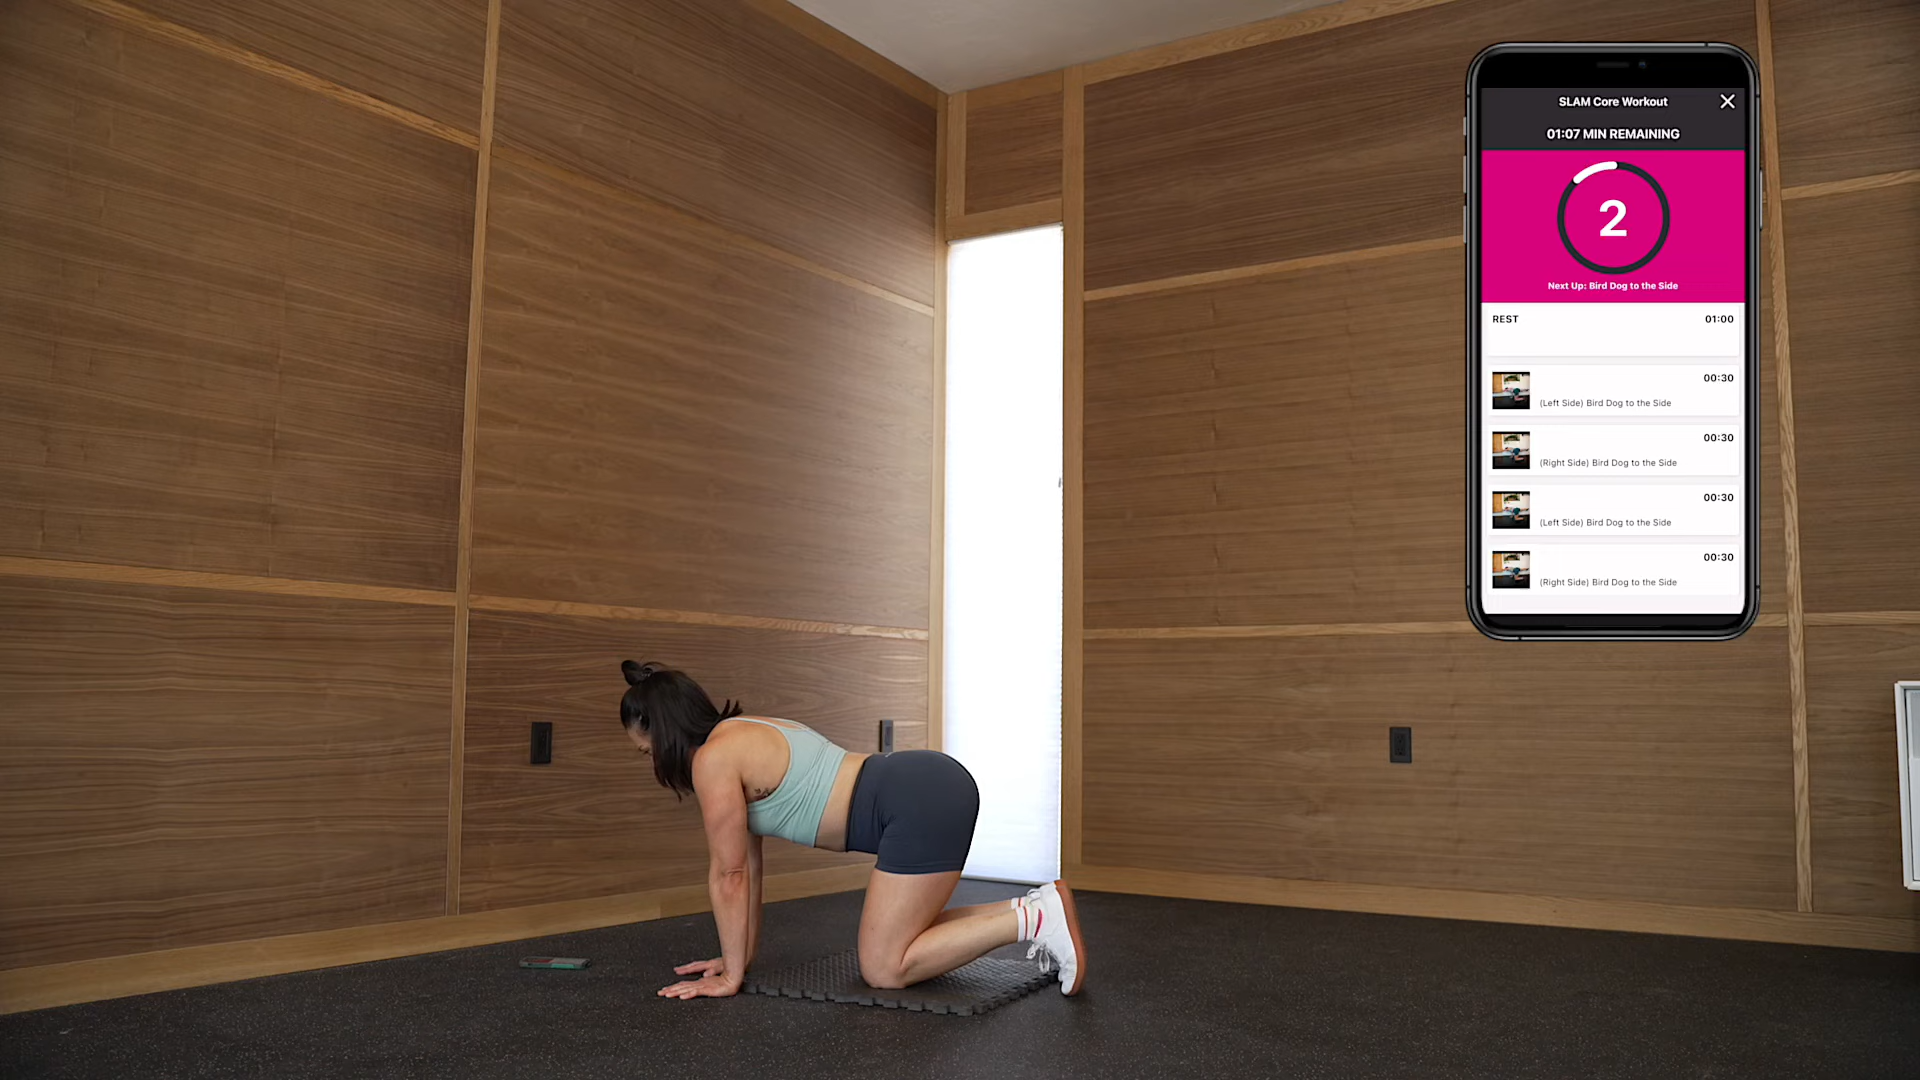 SLAM Core Workout
01:07 MIN REMAINING
2
Next Up: Bird Dog to the Side
REST 01:00
00:30
(Left Side) Bird Dog to the Side
00:30
(Right Side) Bird Dog to the Side
00:30
(Left Side) Bird Dog to the Side
00:30
(Right Side) Bird Dog to the Side